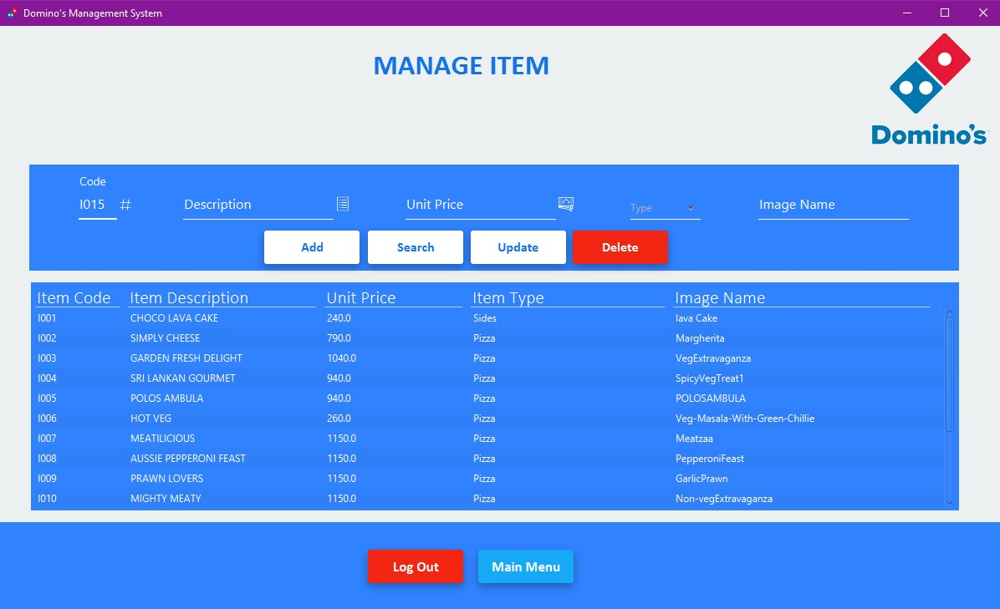 Domino's Management System
MANAGE ITEM
Domino's
Code
I015 # Description Unit Price Type Image Name
Add Search Update Delete
Item Code Item Description Unit Price Item Type Image Name
I001 CHOCO LAVA CAKE 240.0 Sides lava Cake
I002 SIMPLY CHEESE 790.0 Pizza Margherita
I003 GARDEN FRESH DELIGHT 1040.0 Pizza VegExtravaganza
I004 SRI LANKAN GOURMET 940.0 Pizza SpicyVegTreat1
I005 POLOS AMBULA 940.0 Pizza POLOSAMBULA
I006 HOT VEG 260.0 Pizza Veg-Masala-With-Green-Chillie
I007 MEATILICIOUS 1150.0 Pizza Meatzaa
I008 AUSSIE PEPPERONI FEAST 1150.0 Pizza PepperoniFeast
I009 PRAWN LOVERS 1150.0 Pizza GarlicPrawn
I010 MIGHTY MEATY 1150.0 Pizza Non-vegExtravaganza
Log Out Main Menu